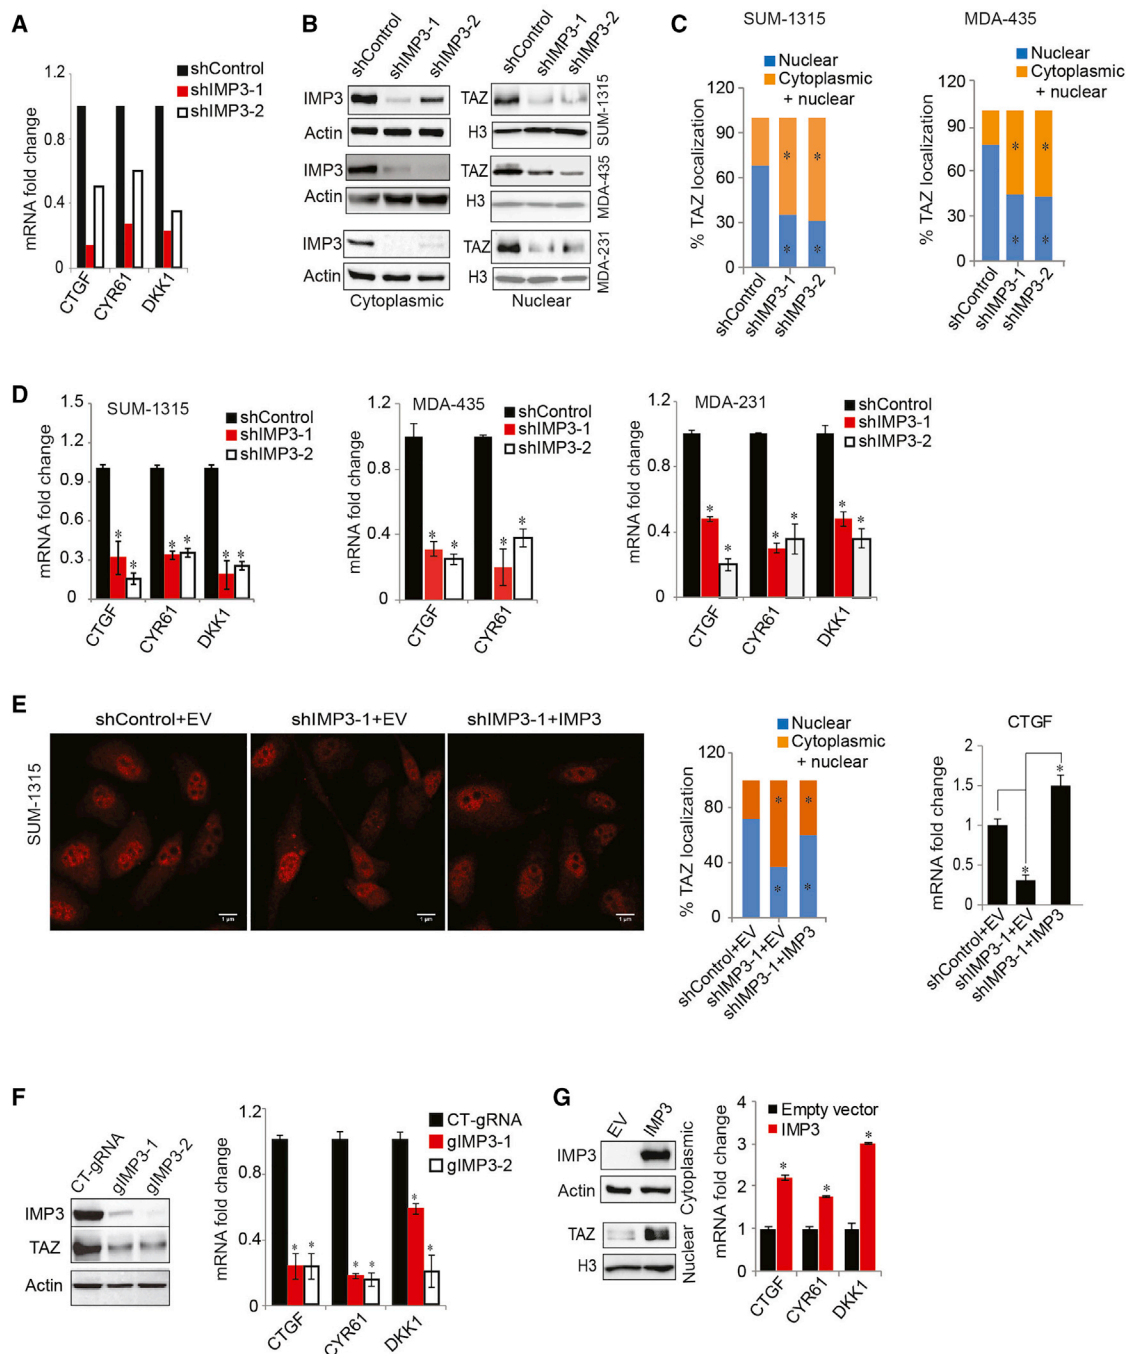 A
shControl
shIMP3-1
shIMP3-2
mRNA fold change
1.2
0.8
0.4
0
CTGF
CYR61
DKK1
B
shControl
shIMP3-1
shIMP3-2
shControl
shIMP3-1
shIMP3-2
IMP3
Actin
TAZ
H3
SUM-1315
IMP3
Actin
TAZ
H3
MDA-435
IMP3
Actin
TAZ
H3
MDA-231
Cytoplasmic
Nuclear
C
SUM-1315
Nuclear
Cytoplasmic
+ nuclear
% TAZ localization
120
90
60
30
0
* *
* *
shControl
shIMP3-1
shIMP3-2
MDA-435
Nuclear
Cytoplasmic
+ nuclear
% TAZ localization
120
90
60
30
0
* *
* *
shControl
shIMP3-1
shIMP3-2
D
SUM-1315
shControl
shIMP3-1
shIMP3-2
mRNA fold change
1.5
1.2
0.9
0.6
0.3
0
* * * * * *
CTGF
CYR61
DKK1
MDA-435
shControl
shIMP3-1
shIMP3-2
mRNA fold change
1.2
0.8
0.4
0
* * * *
CTGF
CYR61
MDA-231
shControl
shIMP3-1
shIMP3-2
mRNA fold change
1.2
0.8
0.4
0
* * * * * *
CTGF
CYR61
DKK1
E
shControl+EV
shIMP3-1+EV
shIMP3-1+IMP3
SUM-1315
1 µm
1 µm
1 µm
Nuclear
Cytoplasmic
+ nuclear
% TAZ localization
120
80
40
0
* *
* *
shControl+EV
shIMP3-1+EV
shIMP3-1+IMP3
CTGF
mRNA fold change
2
1.5
1
0.5
0
* *
shControl+EV
shIMP3-1+EV
shIMP3-1+IMP3
F
CT-gRNA
gIMP3-1
gIMP3-2
IMP3
TAZ
Actin
CT-gRNA
gIMP3-1
gIMP3-2
mRNA fold change
1.2
0.8
0.4
0
* * * * * *
CTGF
CYR61
DKK1
G
EV
IMP3
IMP3
Actin
Cytoplasmic
TAZ
H3
Nuclear
Empty vector
IMP3
mRNA fold change
4
3
2
1
0
* * *
CTGF
CYR61
DKK1